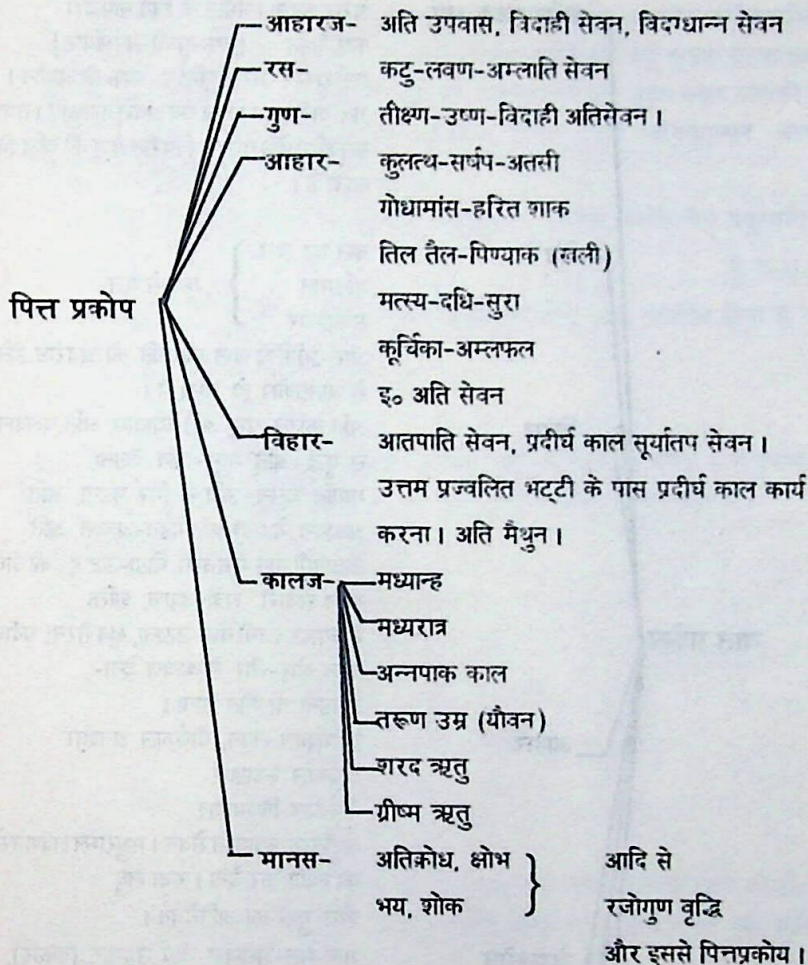 आहारज- अति उपवास, विदाही सेवन, विदग्धान्न सेवन
रस- कटु-लवण-अम्लाति सेवन
गुण- तीक्ष्ण-उष्ण-विदाही अतिसेवन।
आहार- कुलत्थ-सर्षप-अतसी
गोधामांस-हरित शाक
तिल तैल-पिण्याक (खली)
पित्त प्रकोप
मत्स्य-दधि-सुरा
कूर्चिका-अम्लफल
इ॰ अति सेवन
विहार- आतपाति सेवन, प्रदीर्घ काल सूर्यातप सेवन।
उत्तम प्रज्वलित भट्टी के पास प्रदीर्घ काल कार्य
करना। अति मैथुन।
कालज- मध्यान्ह
मध्यरात्र
अन्नपाक काल
तरूण उम्र (यौवन)
शरद ऋतु
ग्रीष्म ऋतु
मानस- अतिक्रोध, क्षोभ } आदि से
भय, शोक रजोगुण वृद्धि
और इससे पित्तप्रकोय।